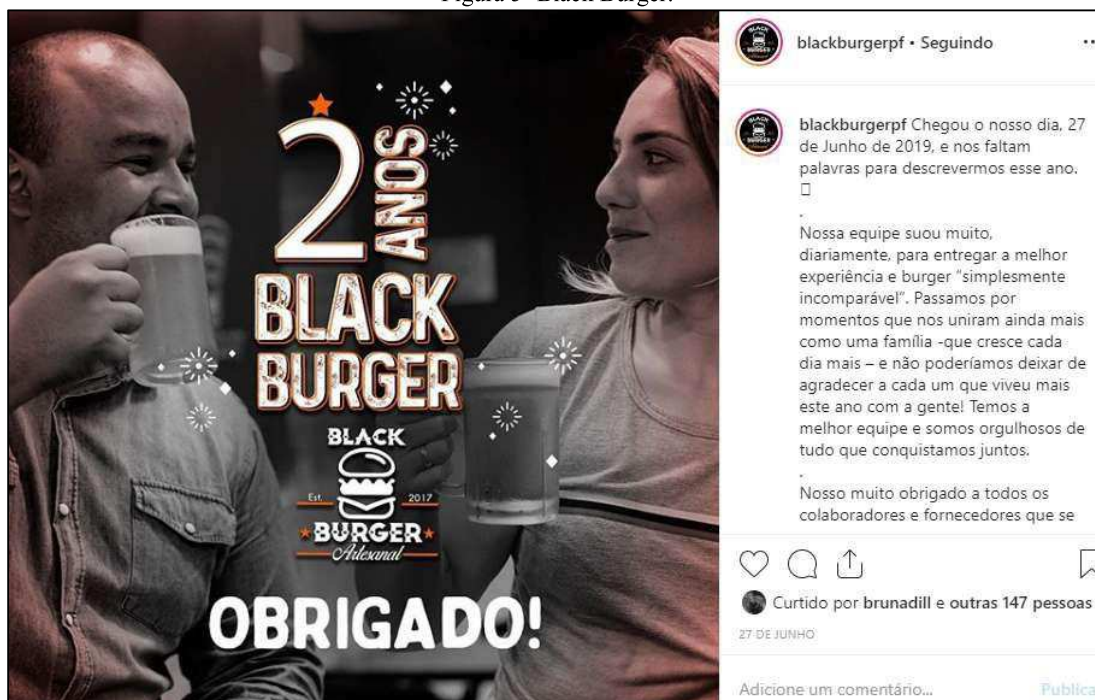 blackburgerpf • Seguindo
blackburgerpf Chegou o nosso dia, 27
de Junho de 2019, e nos faltam
palavras para descrevermos esse ano.
.
Nossa equipe suou muito,
diariamente, para entregar a melhor
experiência e burger "simplesmente
incomparável". Passamos por
momentos que nos uniram ainda mais
como uma família -que cresce cada
dia mais – e não poderíamos deixar de
agradecer a cada um que viveu mais
este ano com a gente! Temos a
melhor equipe e somos orgulhosos de
tudo que conquistamos juntos.
.
Nosso muito obrigado a todos os
colaboradores e fornecedores que se
Curtido por brunadill e outras 147 pessoas
27 DE JUNHO
Adicione um comentário...
Publica
2 ANOS
BLACK
BURGER
BLACK
Est. 2017
BURGER
Artesanal
OBRIGADO!